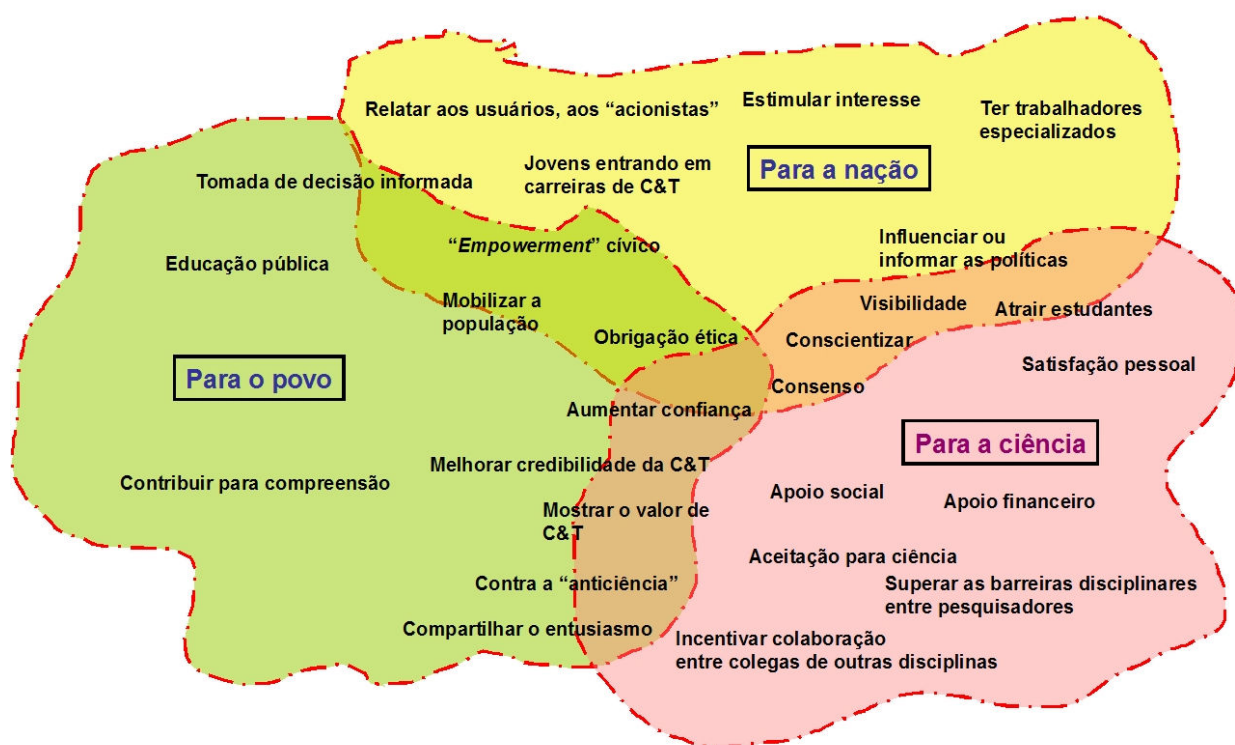 Relatar aos usuários, aos “acionistas”
Estimular interesse
Ter trabalhadores
especializados
Jovens entrando em
carreiras de C&T
Para a nação
Tomada de decisão informada
“Empowerment” cívico
Influenciar ou
informar as políticas
Educação pública
Mobilizar a
população
Visibilidade
Atrair estudantes
Obrigação ética
Conscientizar
Satisfação pessoal
Para o povo
Consenso
Aumentar confiança
Para a ciência
Melhorar credibilidade da C&T
Contribuir para compreensão
Apoio social
Apoio financeiro
Mostrar o valor de
C&T
Aceitação para ciência
Contra a “anticiência”
Superar as barreiras disciplinares
entre pesquisadores
Compartilhar o entusiasmo
Incentivar colaboração
entre colegas de outras disciplinas